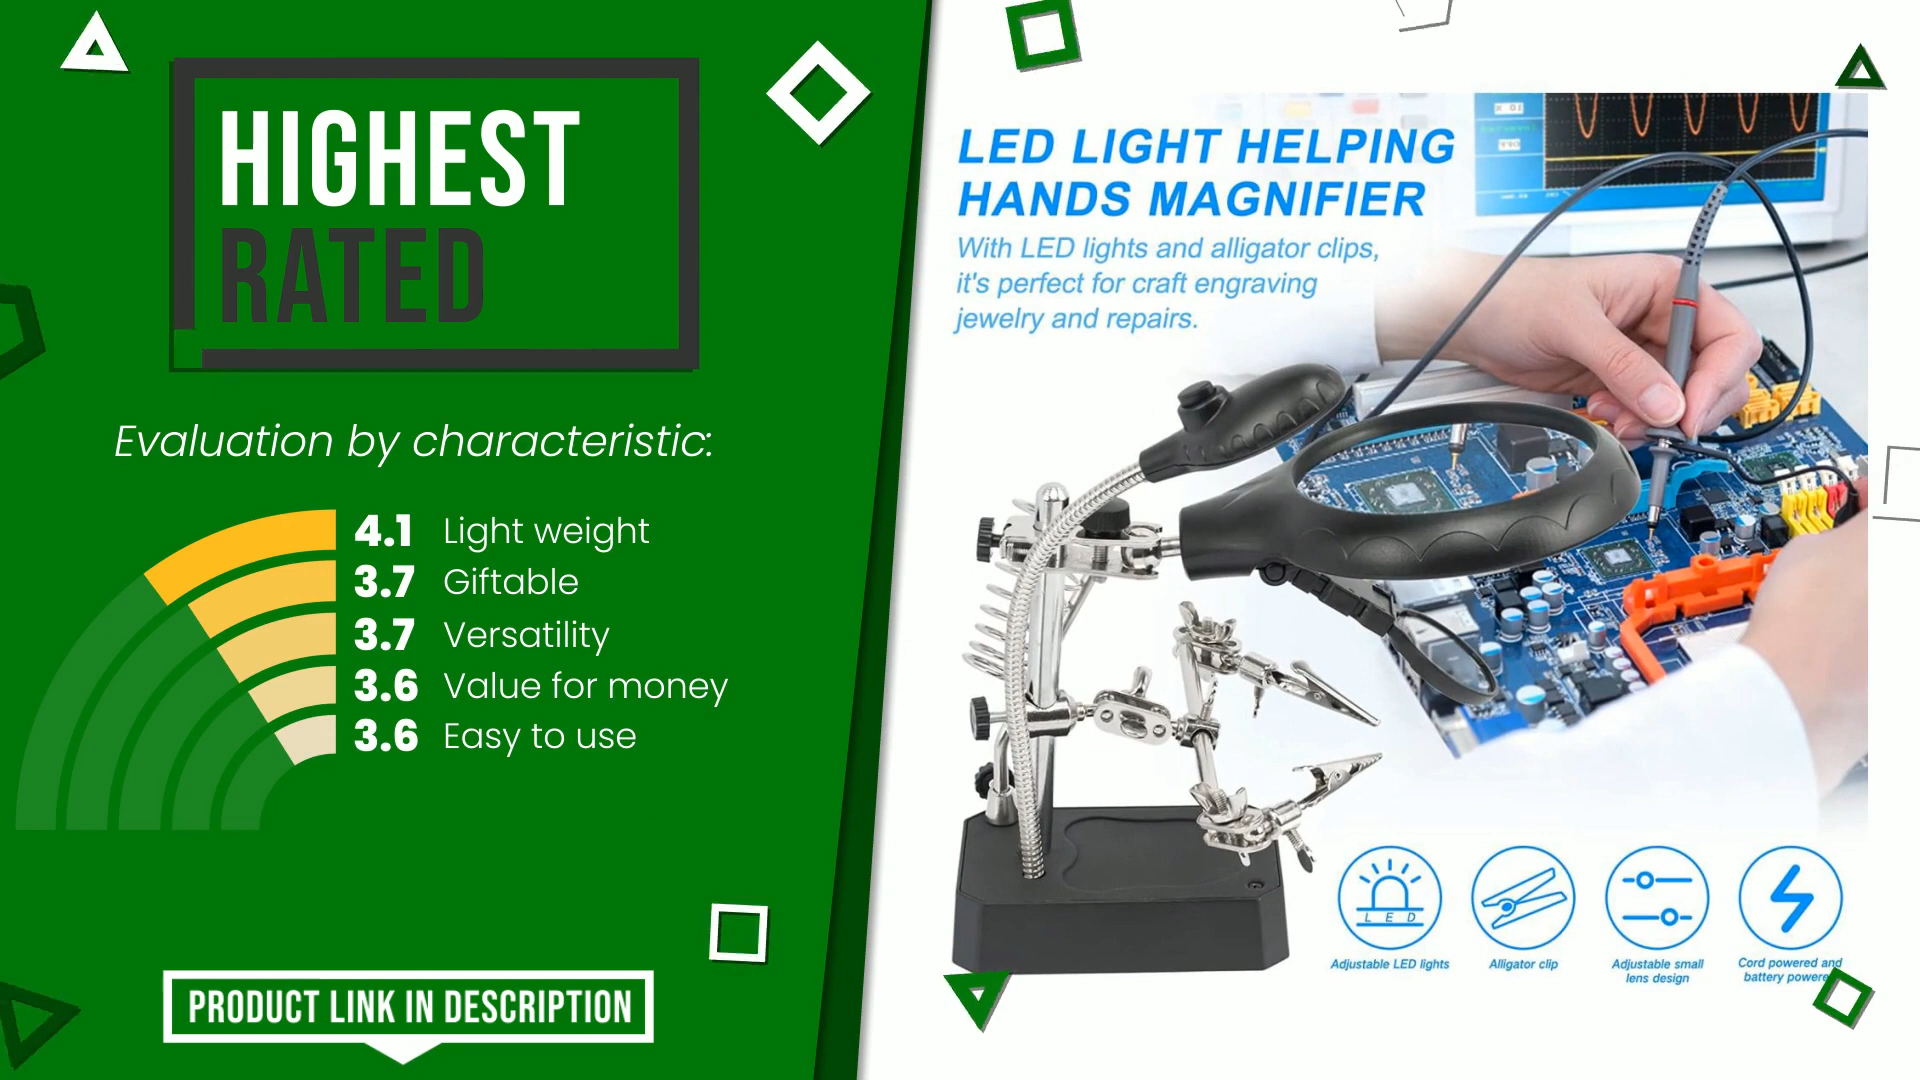 HIGHEST
RATED
Evaluation by characteristic:
4.1 Light weight
3.7 Giftable
3.7 Versatility
3.6 Value for money
3.6 Easy to use
PRODUCT LINK IN DESCRIPTION
LED LIGHT HELPING
HANDS MAGNIFIER
With LED lights and alligator clips,
it's perfect for craft engraving
jewelry and repairs.
LED
Adjustable LED lights
Alligator clip
Adjustable small
lens design
Cord powered and
battery powered